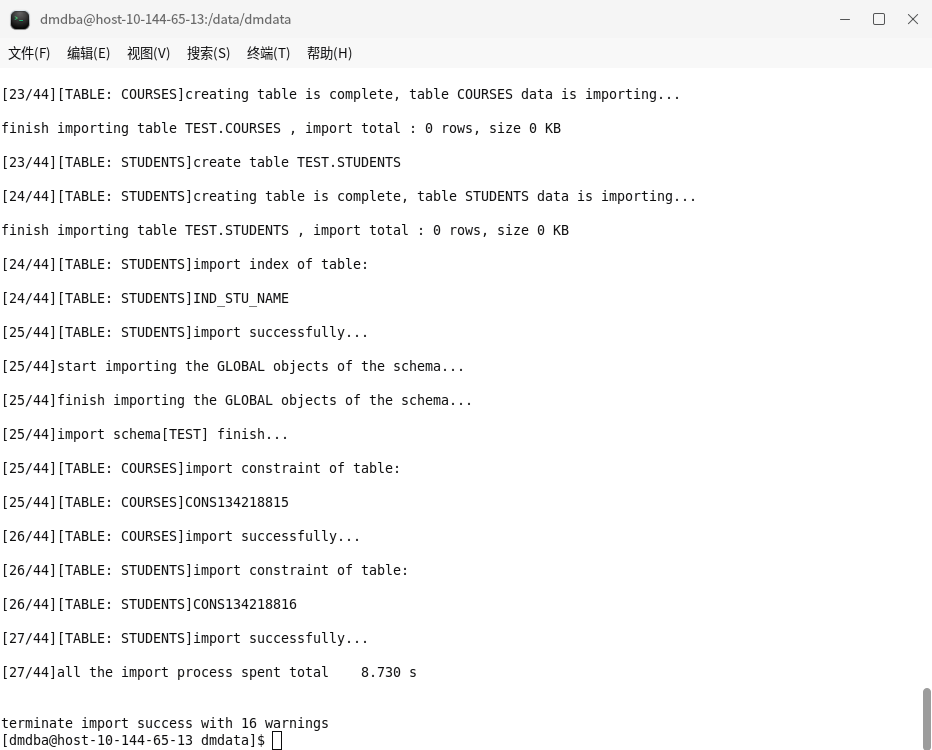 dmdba@host-10-144-65-13:/data/dmdata
文件(F) 编辑(E) 视图(V) 搜索(S) 终端(T) 帮助(H)
[23/44][TABLE: COURSES]creating table is complete, table COURSES data is importing...
finish importing table TEST.COURSES , import total : 0 rows, size 0 KB
[23/44][TABLE: STUDENTS]create table TEST.STUDENTS
[24/44][TABLE: STUDENTS]creating table is complete, table STUDENTS data is importing...
finish importing table TEST.STUDENTS , import total : 0 rows, size 0 KB
[24/44][TABLE: STUDENTS]import index of table:
[24/44][TABLE: STUDENTS]IND_STU_NAME
[25/44][TABLE: STUDENTS]import successfully...
[25/44]start importing the GLOBAL objects of the schema...
[25/44]finish importing the GLOBAL objects of the schema...
[25/44]import schema[TEST] finish...
[25/44][TABLE: COURSES]import constraint of table:
[25/44][TABLE: COURSES]CONS134218815
[26/44][TABLE: COURSES]import successfully...
[26/44][TABLE: STUDENTS]import constraint of table:
[26/44][TABLE: STUDENTS]CONS134218816
[27/44][TABLE: STUDENTS]import successfully...
[27/44]all the import process spent total    8.730 s
terminate import success with 16 warnings
[dmdba@host-10-144-65-13 dmdata]$